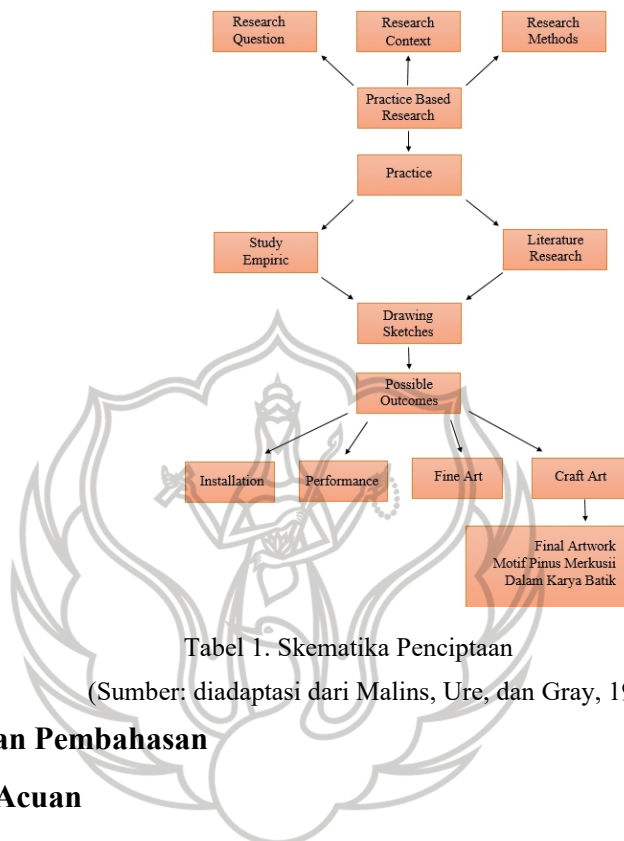 Research
Question
Research
Context
Research
Methods
Practice Based
Research
Practice
Study
Empiric
Literature
Research
Drawing
Sketches
Possible
Outcomes
Installation
Performance
Fine Art
Craft Art
Final Artwork
Motif Pinus Merkusii
Dalam Karya Batik
Tabel 1. Skematika Penciptaan
(Sumber: diadaptasi dari Malins, Ure, dan Gray, 19
an Pembahasan
Acuan